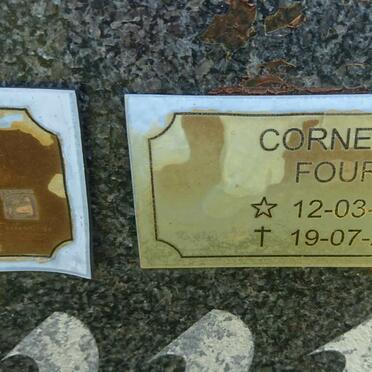 CORNE
FOUR
☆ 12-03-
✝ 19-07-